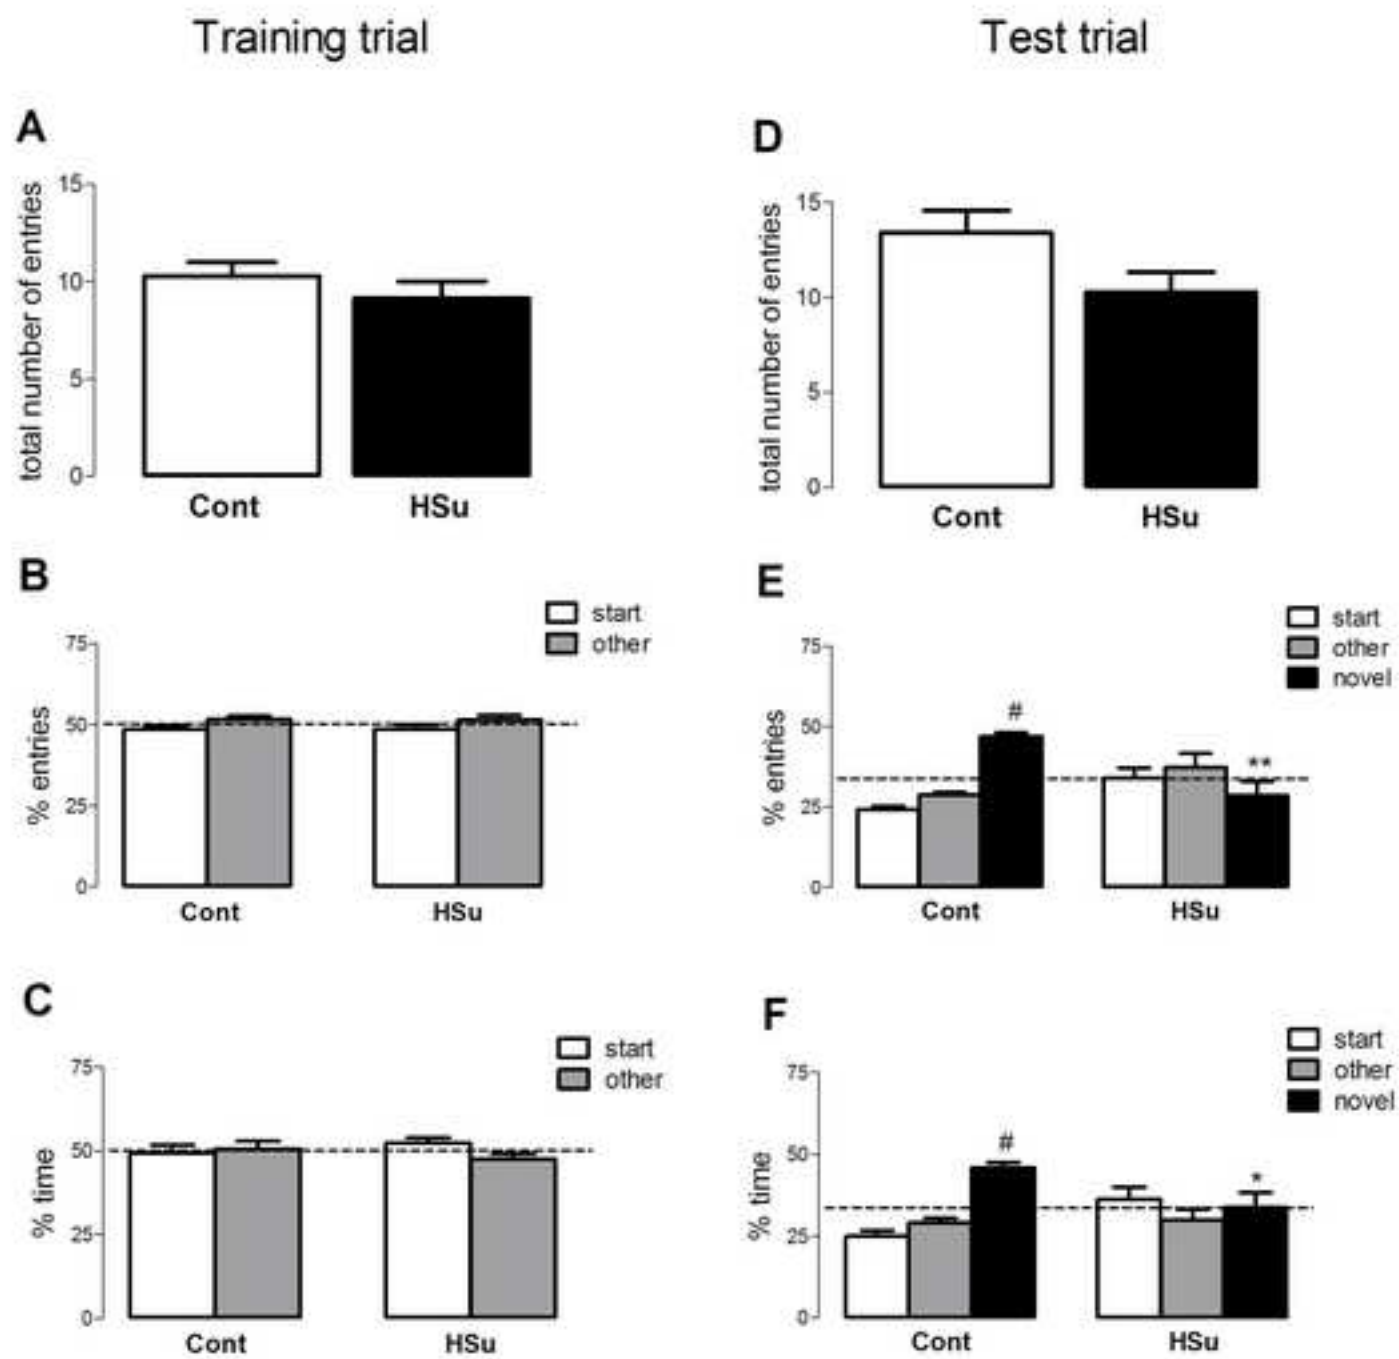 Training trial
Test trial
A
total number of entries
15
10
5
0
Cont
HSu
D
total number of entries
15
10
5
0
Cont
HSu
B
start
other
% entries
75
50
25
0
Cont
HSu
E
start
other
novel
% entries
75
50
25
0
#
**
Cont
HSu
C
start
other
% time
75
50
25
0
Cont
HSu
F
start
other
novel
% time
75
50
25
0
#
*
Cont
HSu